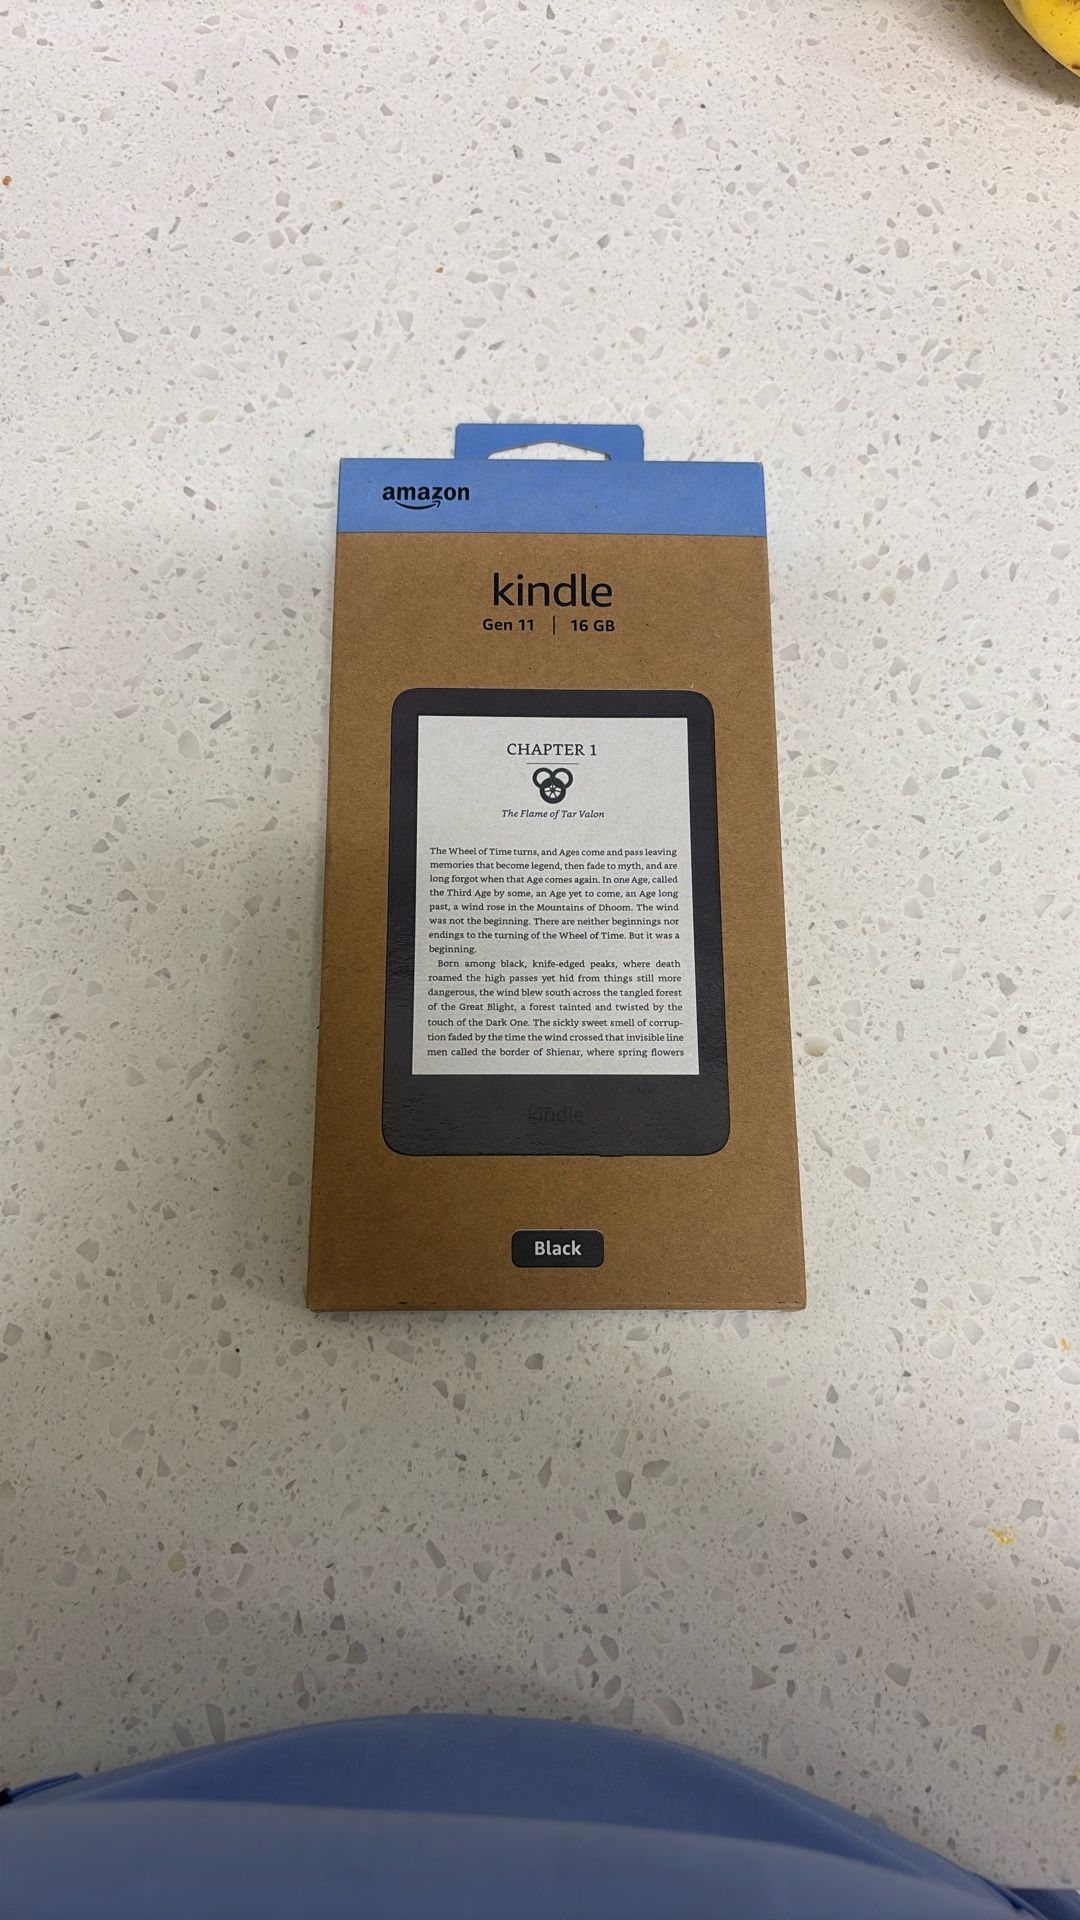 amazon
kindle
Gen 11 | 16 GB
CHAPTER 1
The Flame of Tar Valon
The Wheel of Time turns, and Ages come and pass leaving
memories that become legend, then fade to myth, and are
long forgot when that Age comes again. In one Age, called
the Third Age by some, an Age yet to come, an Age long
past, a wind rose in the Mountains of Dhoom. The wind
was not the beginning. There are neither beginnings nor
endings to the turning of the Wheel of Time. But it was a
beginning.
Born among black, knife-edged peaks, where death
roamed the high passes yet hid from things still more
dangerous, the wind blew south across the tangled forest
of the Great Blight, a forest tainted and twisted by the
touch of the Dark One. The sickly sweet smell of corrup-
tion faded by the time the wind crossed that invisible line
men called the border of Shienar, where spring flowers
kindle
Black